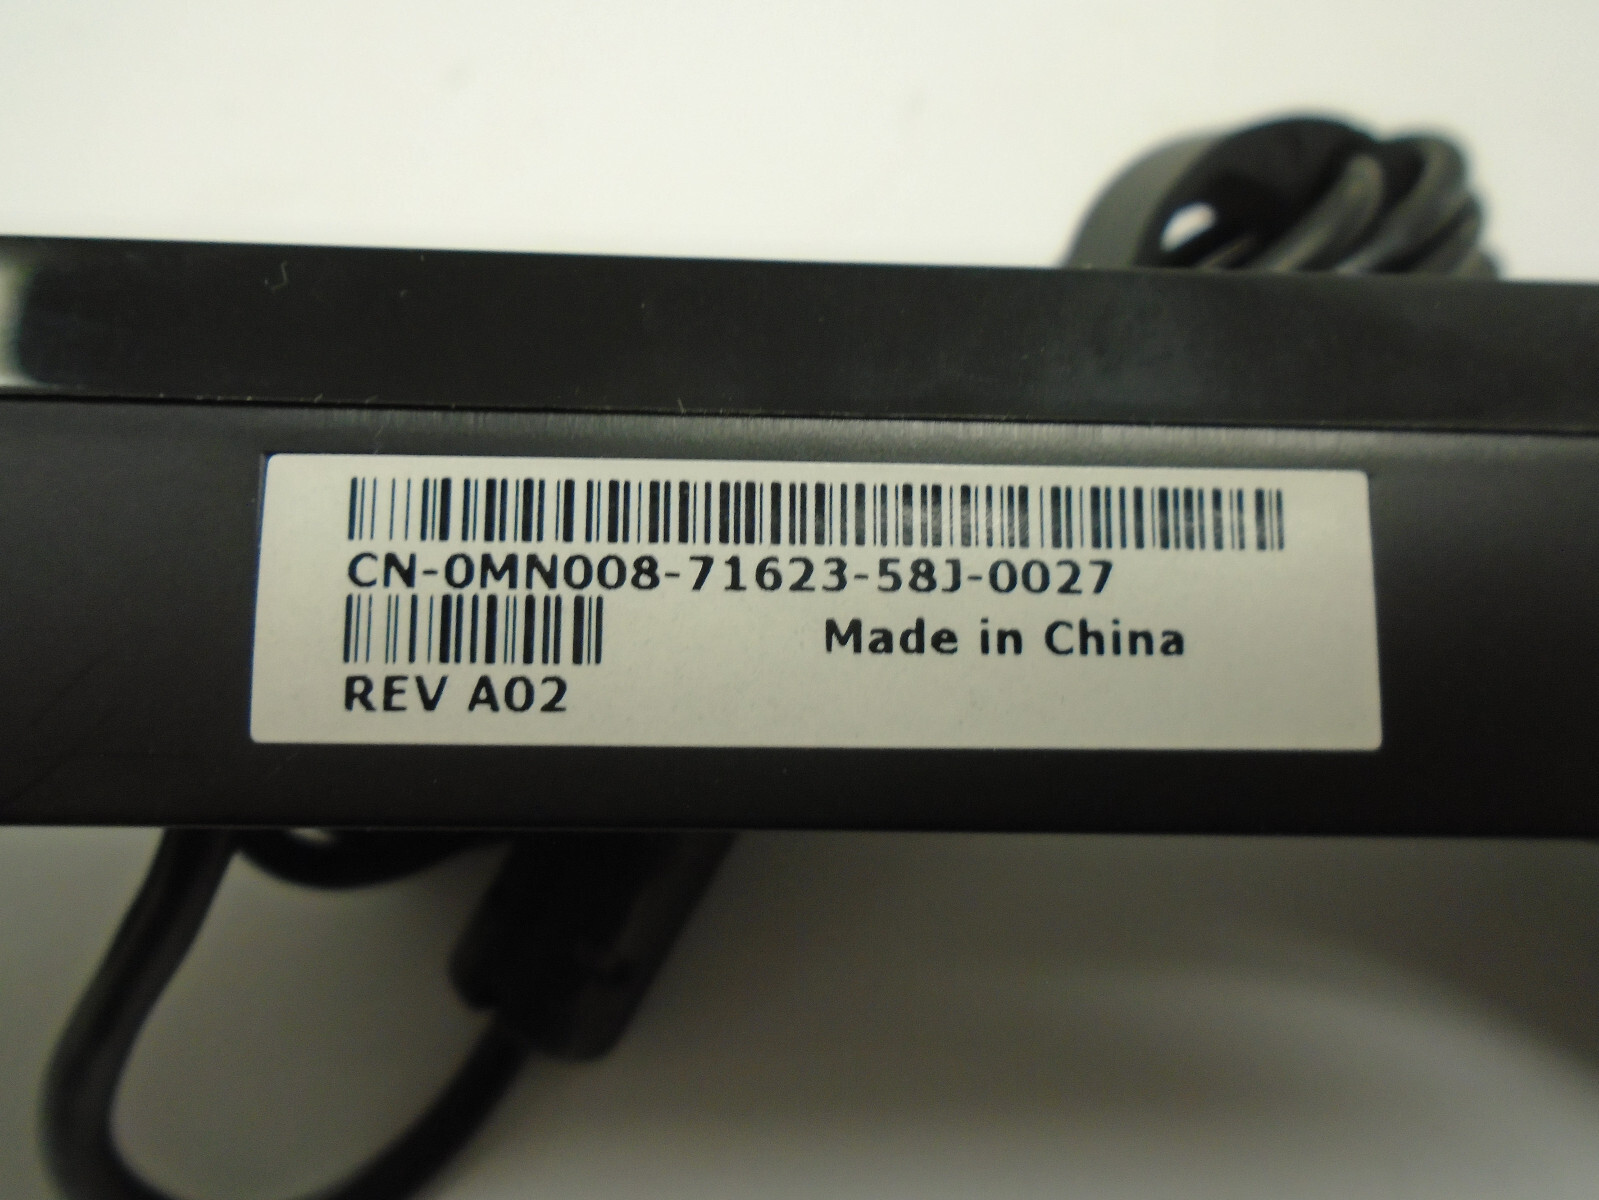 CN-0MN008-71623-58J-0027
Made in China
REV A02